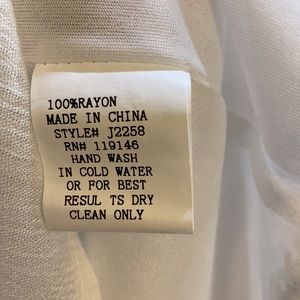 100%RAYON
MADE IN CHINA
STYLE# J2258
RN# 119146
HAND WASH
IN COLD WATER
OR FOR BEST
RESUL TS DRY
CLEAN ONLY